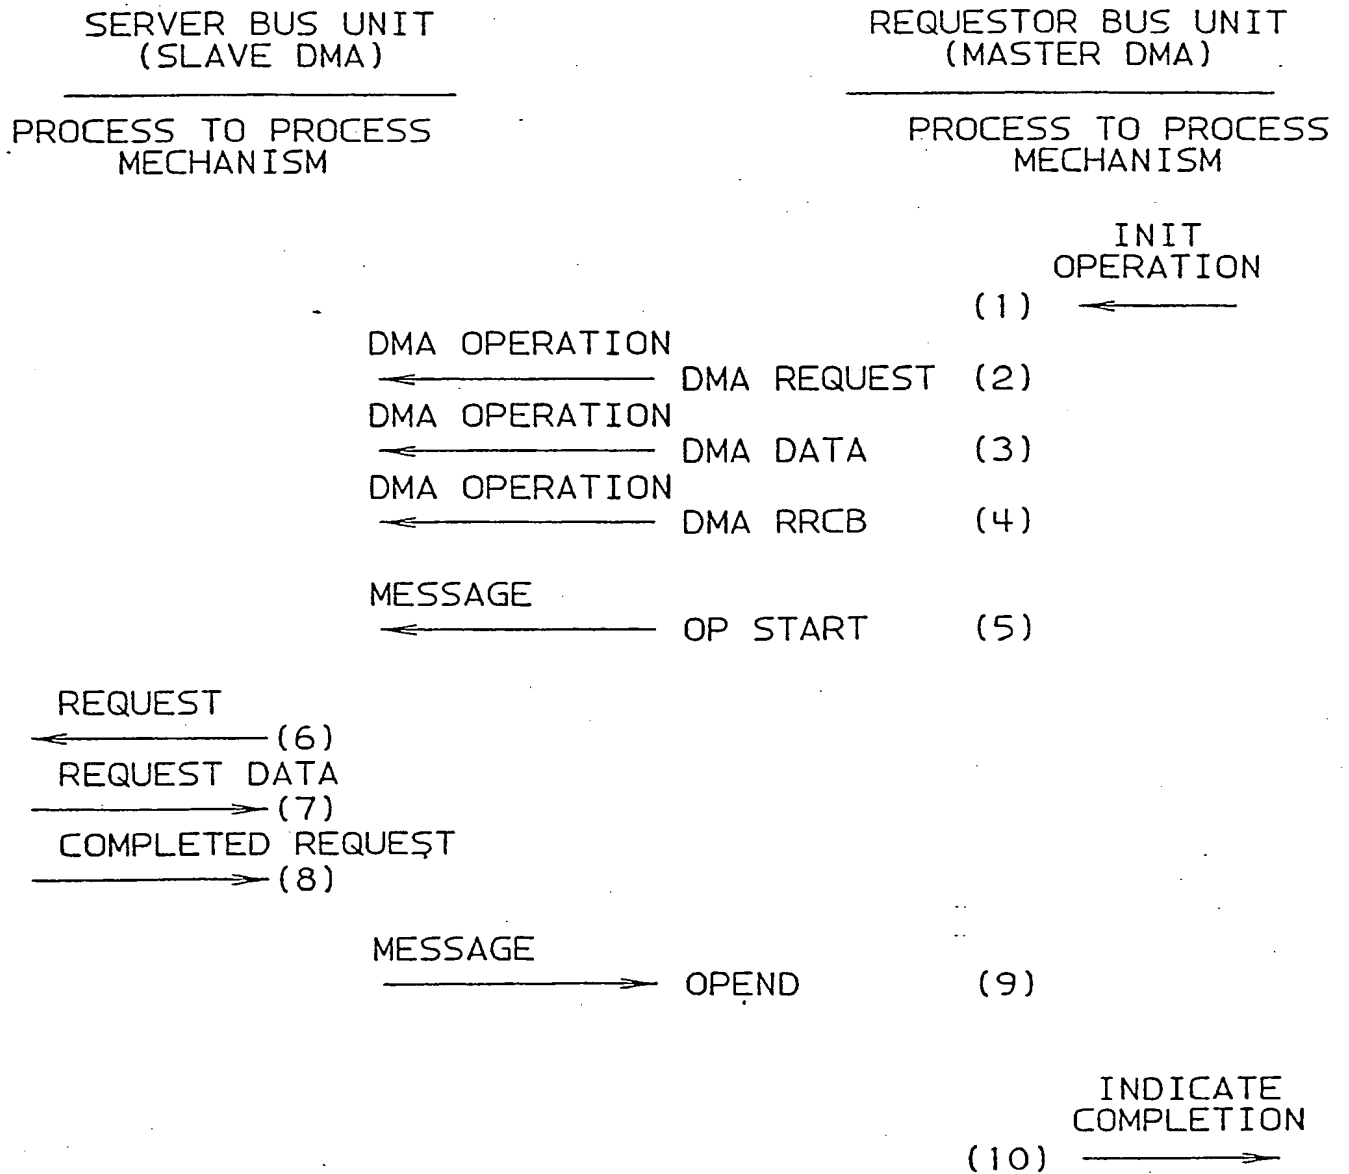 SERVER BUS UNIT
(SLAVE DMA)
REQUESTOR BUS UNIT
(MASTER DMA)
PROCESS TO PROCESS
MECHANISM
PROCESS TO PROCESS
MECHANISM
INIT
OPERATION
(1)
DMA OPERATION
DMA REQUEST (2)
DMA OPERATION
DMA DATA (3)
DMA OPERATION
DMA RRCB (4)
MESSAGE
OP START (5)
REQUEST
(6)
REQUEST DATA
(7)
COMPLETED REQUEST
(8)
MESSAGE
OPEND (9)
INDICATE
COMPLETION
(10)